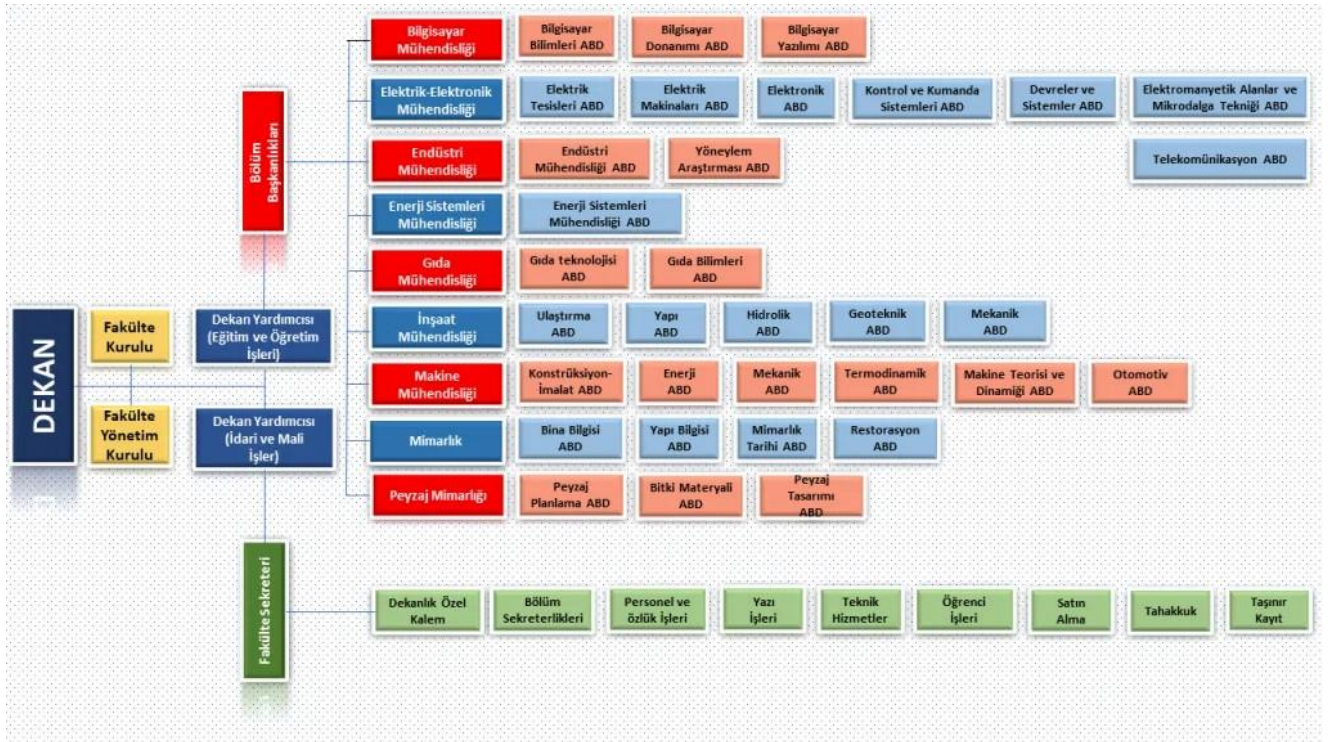 DEKAN
Fakülte
Kurulu
Fakülte
Yönetim
Kurulu
Dekan Yardımcısı
(Eğitim ve Öğretim
İşleri)
Dekan Yardımcısı
(İdari ve Mali
İşler)
Bölüm
Başkanlıkları
Bilgisayar
Mühendisliği
Bilgisayar
Bilimleri ABD
Bilgisayar
Donanımı ABD
Bilgisayar
Yazılımı ABD
Elektrik-Elektronik
Mühendisliği
Elektrik
Tesisleri ABD
Elektrik
Makinaları ABD
Elektronik
ABD
Kontrol ve Kumanda
Sistemleri ABD
Devreler ve
Sistemler ABD
Elektromanyetik Alanlar ve
Mikrodalga Tekniği ABD
Telekomünikasyon ABD
Endüstri
Mühendisliği
Endüstri
Mühendisliği ABD
Yöneylem
Araştırması ABD
Enerji Sistemleri
Mühendisliği
Enerji Sistemleri
Mühendisliği ABD
Gıda
Mühendisliği
Gıda teknolojisi
ABD
Gıda Bilimleri
ABD
İnşaat
Mühendisliği
Ulaştırma
ABD
Yapı
ABD
Hidrolik
ABD
Geoteknik
ABD
Mekanik
ABD
Makine
Mühendisliği
Konstrüksiyon-
İmalat ABD
Enerji
ABD
Mekanik
ABD
Termodinamik
ABD
Makine Teorisi ve
Dinamiği ABD
Otomotiv
ABD
Mimarlık
Bina Bilgisi
ABD
Yapı Bilgisi
ABD
Mimarlık
Tarihi ABD
Restorasyon
ABD
Peyzaj Mimarlığı
Peyzaj
Planlama ABD
Bitki Materyali
ABD
Peyzaj
Tasarımı
ABD
Fakülte Sekreteri
Dekanlık Özel
Kalem
Bölüm
Sekreterlikleri
Personel ve
özlük İşleri
Yazı
İşleri
Teknik
Hizmetler
Öğrenci
İşleri
Satın
Alma
Tahakkuk
Taşınır
Kayıt